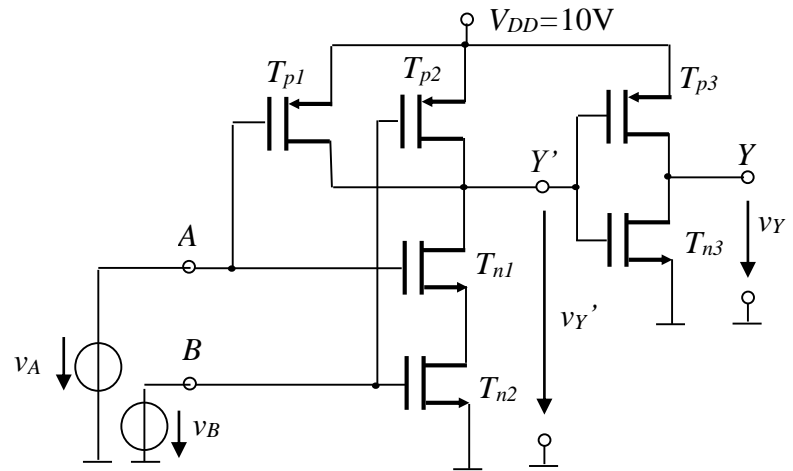 V_DD=10V
T_p1
T_p2
T_p3
Y’
Y
A
T_n1
T_n3
v_Y
v_Y’
v_A
B
T_n2
v_B